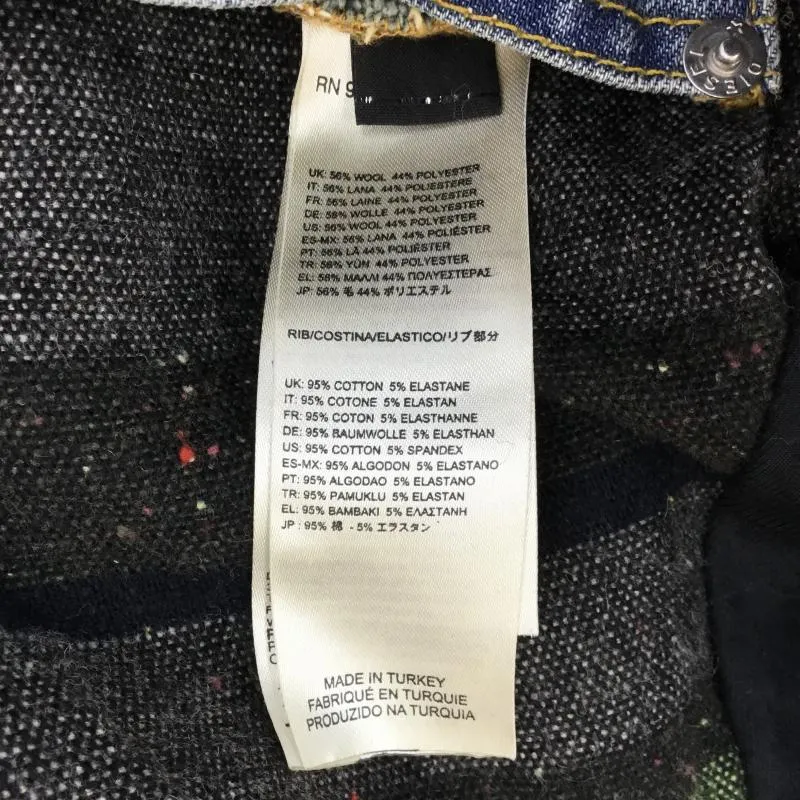 RN 9
DIESEL
UK: 56% WOOL 44% POLYESTER
IT: 56% LANA 44% POLIESTERE
FR: 56% LAINE 44% POLYESTER
DE: 56% WOLLE 44% POLYESTER
US: 56% WOOL 44% POLYESTER
ES-MX: 56% LANA 44% POLIÉSTER
PT: 56% LÃ 44% POLIÉSTER
TR: 56% YÜN 44% POLYESTER
EL: 56% ΜΑΛΛΙ 44% ΠΟΛΥΕΣΤΕΡΑΣ
JP: 56% 毛 44% ポリエステル
RIB/COSTINA/ELASTICO/リブ部分
UK: 95% COTTON 5% ELASTANE
IT: 95% COTONE 5% ELASTAN
FR: 95% COTON 5% ELASTHANNE
DE: 95% BAUMWOLLE 5% ELASTHAN
US: 95% COTTON 5% SPANDEX
ES-MX: 95% ALGODON 5% ELASTANO
PT: 95% ALGODAO 5% ELASTANO
TR: 95% PAMUKLU 5% ELASTAN
EL: 95% BAMBAKI 5% ΕΛΑΣΤΑΝΗ
JP : 95% 棉 - 5% エラスタン
MADE IN TURKEY
FABRIQUÉ EN TURQUIE
PRODUZIDO NA TURQUIA